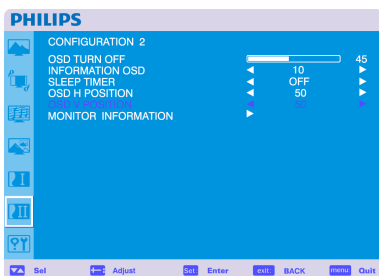 PHILIPS
CONFIGURATION 2
OSD TURN OFF 45
INFORMATION OSD 10
SLEEP TIMER OFF
OSD H POSITION 50
OSD V POSITION 50
MONITOR INFORMATION
Sel Adjust Set: Enter exit: BACK menu Quit